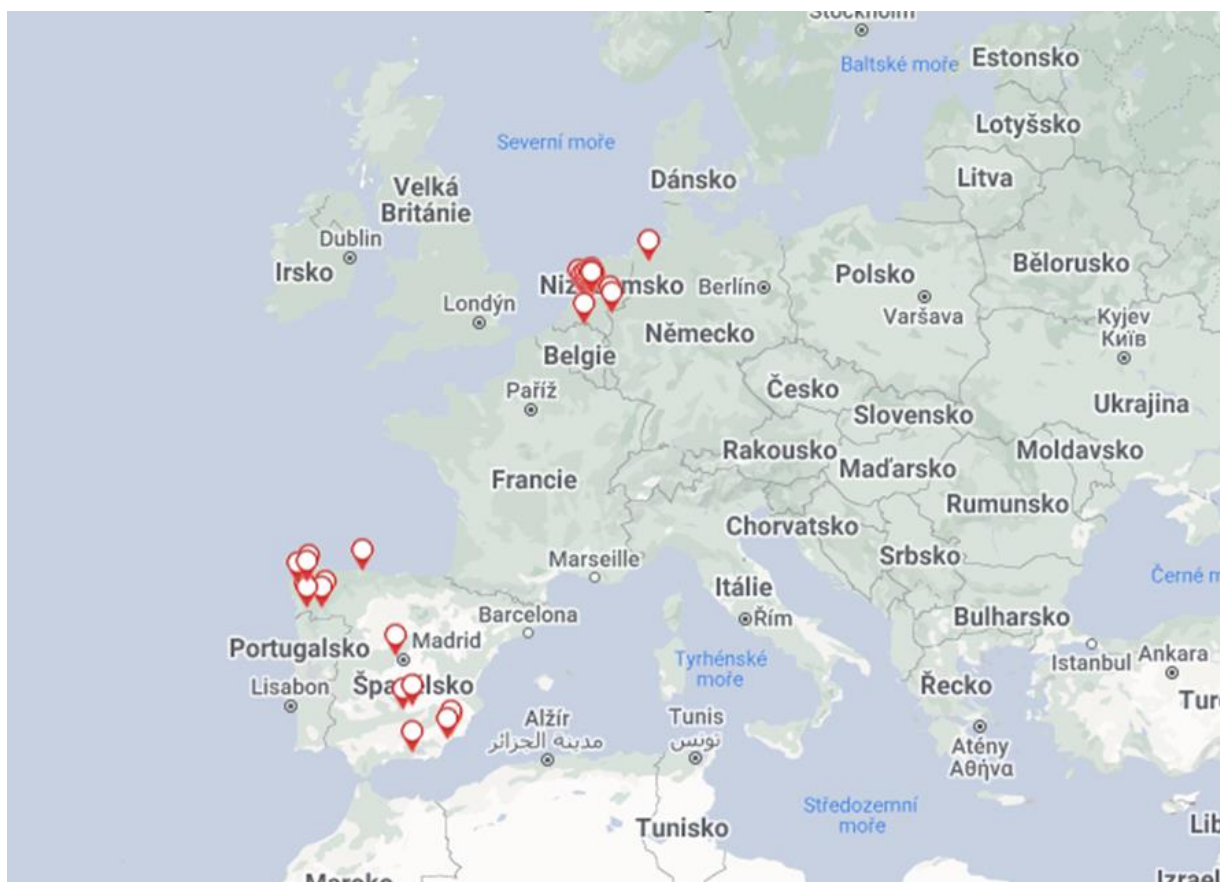 Stockholm
Baltské moře
Estonsko
Lotyšsko
Severní moře
Litva
Dánsko
Velká
Británie
Dublin
Irsko
Bělorusko
Polsko
Berlín
Londýn
Varšava
Kyjev
Київ
Německo
Belgie
Paříž
Česko
Ukrajina
Slovensko
Rakousko
Moldavsko
Maďarsko
Francie
Rumunsko
Chorvatsko
Srbsko
Marseille
Černé m
Itálie
Řím
Barcelona
Bulharsko
Portugalsko
Madrid
Istanbul
Ankara
Tyrhénské
moře
Lisabon
Řecko
Alžír
مدينة الجزائر
Tunis
تونس
Atény
Αθήνα
Středozemní
moře
Tunisko